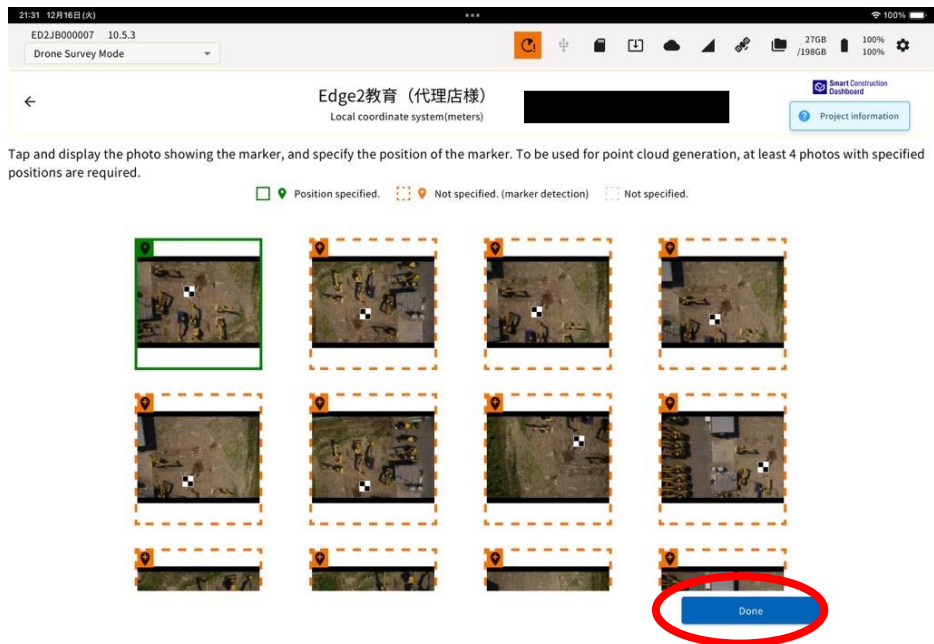 21:31 12月16日(火)
100%
ED2JB000007 10.5.3
Drone Survey Mode
27GB
/198GB
100%
100%
Edge2教育（代理店様）
Local coordinate system(meters)
Smart Construction
Dashboard
Project information
Tap and display the photo showing the marker, and specify the position of the marker. To be used for point cloud generation, at least 4 photos with specified
positions are required.
Position specified. Not specified. (marker detection) Not specified.
Done